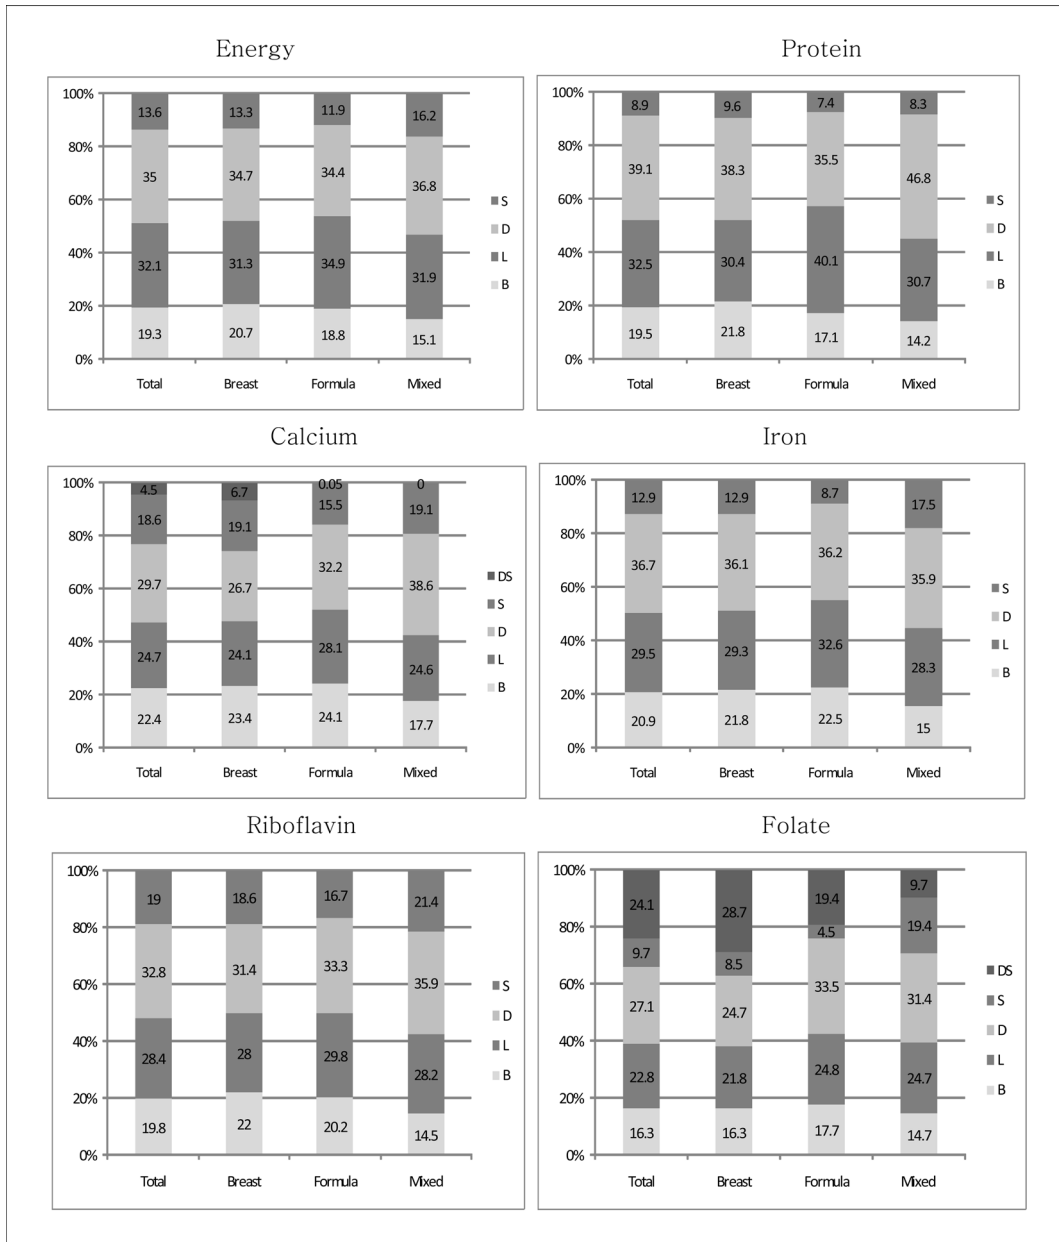 Energy
100%
80%
60%
40%
20%
0%
13.6 13.3 11.9 16.2
35 34.7 34.4 36.8
32.1 31.3 34.9 31.9
19.3 20.7 18.8 15.1
Total Breast Formula Mixed
S
D
L
B
Protein
100%
80%
60%
40%
20%
0%
8.9 9.6 7.4 8.3
39.1 38.3 35.5 46.8
32.5 30.4 40.1 30.7
19.5 21.8 17.1 14.2
Total Breast Formula Mixed
S
D
L
B
Calcium
100%
80%
60%
40%
20%
0%
4.5 6.7 0.05 0
18.6 19.1 15.5 19.1
29.7 26.7 32.2 38.6
24.7 24.1 28.1 24.6
22.4 23.4 24.1 17.7
Total Breast Formula Mixed
DS
S
D
L
B
Iron
100%
80%
60%
40%
20%
0%
12.9 12.9 8.7 17.5
36.7 36.1 36.2 35.9
29.5 29.3 32.6 28.3
20.9 21.8 22.5 15
Total Breast Formula Mixed
S
D
L
B
Riboflavin
100%
80%
60%
40%
20%
0%
19 18.6 16.7 21.4
32.8 31.4 33.3 35.9
28.4 28 29.8 28.2
19.8 22 20.2 14.5
Total Breast Formula Mixed
S
D
L
B
Folate
100%
80%
60%
40%
20%
0%
24.1 28.7 19.4 9.7
9.7 8.5 4.5 19.4
27.1 24.7 33.5 31.4
22.8 21.8 24.8 24.7
16.3 16.3 17.7 14.7
Total Breast Formula Mixed
DS
S
D
L
B